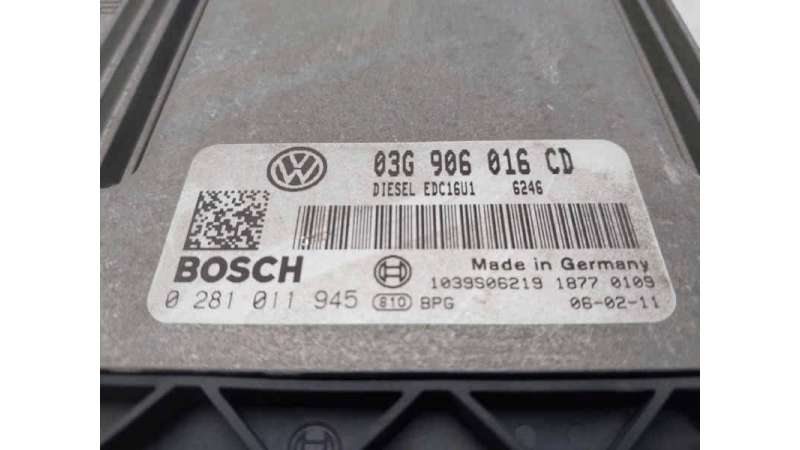 03G 906 016 CD
DIESEL EDC16U1 6246
BOSCH
Made in Germany
1039S06219 1877 0109
0 281 011 945 810 BPG 06-02-11